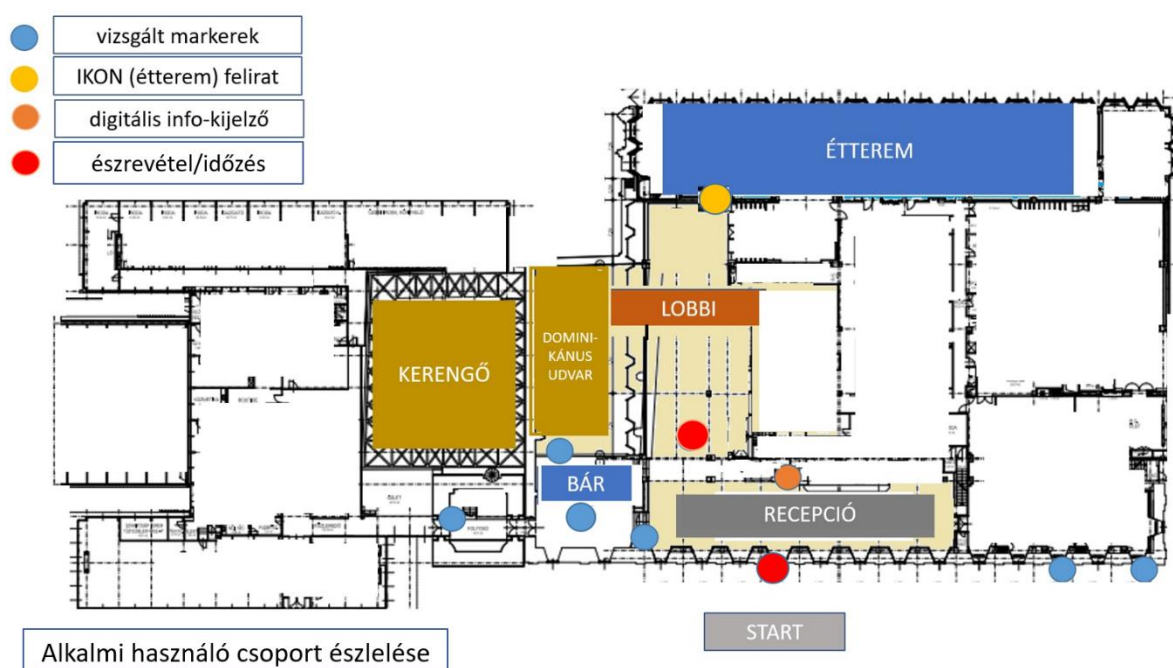 vizsgált markerek
IKON (étterem) felirat
digitális info-kijelző
észrevétel/időzés
ÉTTEREM
LOBBI
DOMINI-
KÁNUS
UDVAR
KERENGŐ
BÁR
RECEPCIÓ
START
Alkalmi használó csoport észlelése